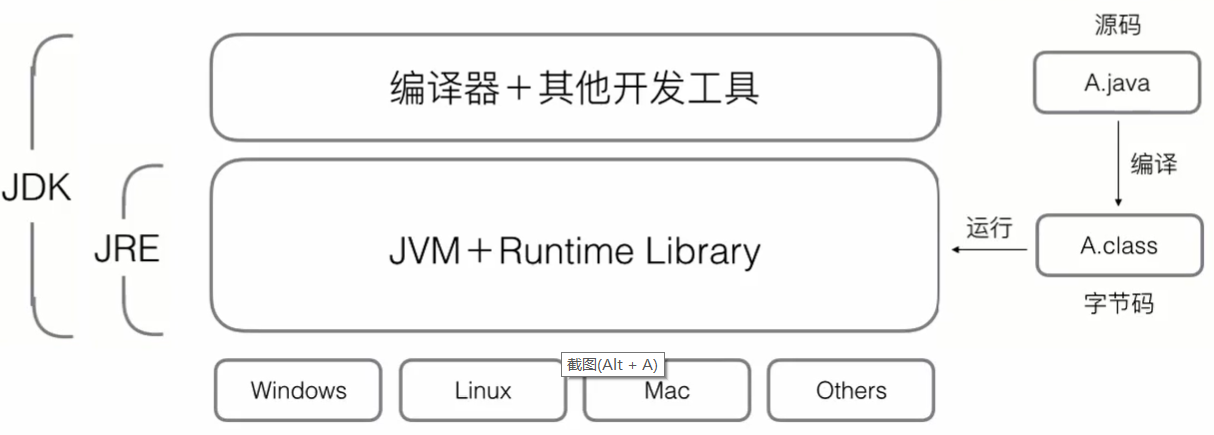 源码
编译器＋其他开发工具
A.java
编译
JDK
JRE
JVM＋Runtime Library
运行
A.class
字节码
截图(Alt + A)
Windows
Linux
Mac
Others